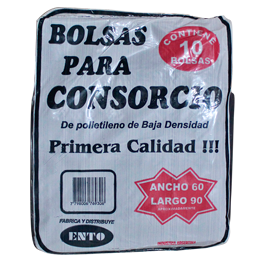 CONTIENE
10
BOLSAS
BOLSAS
PARA
CONSORCIO
De polietileno de Baja Densidad
Primera Calidad !!!
ANCHO 60
LARGO 90
FABRICA Y DISTRIBUYE
ENTO